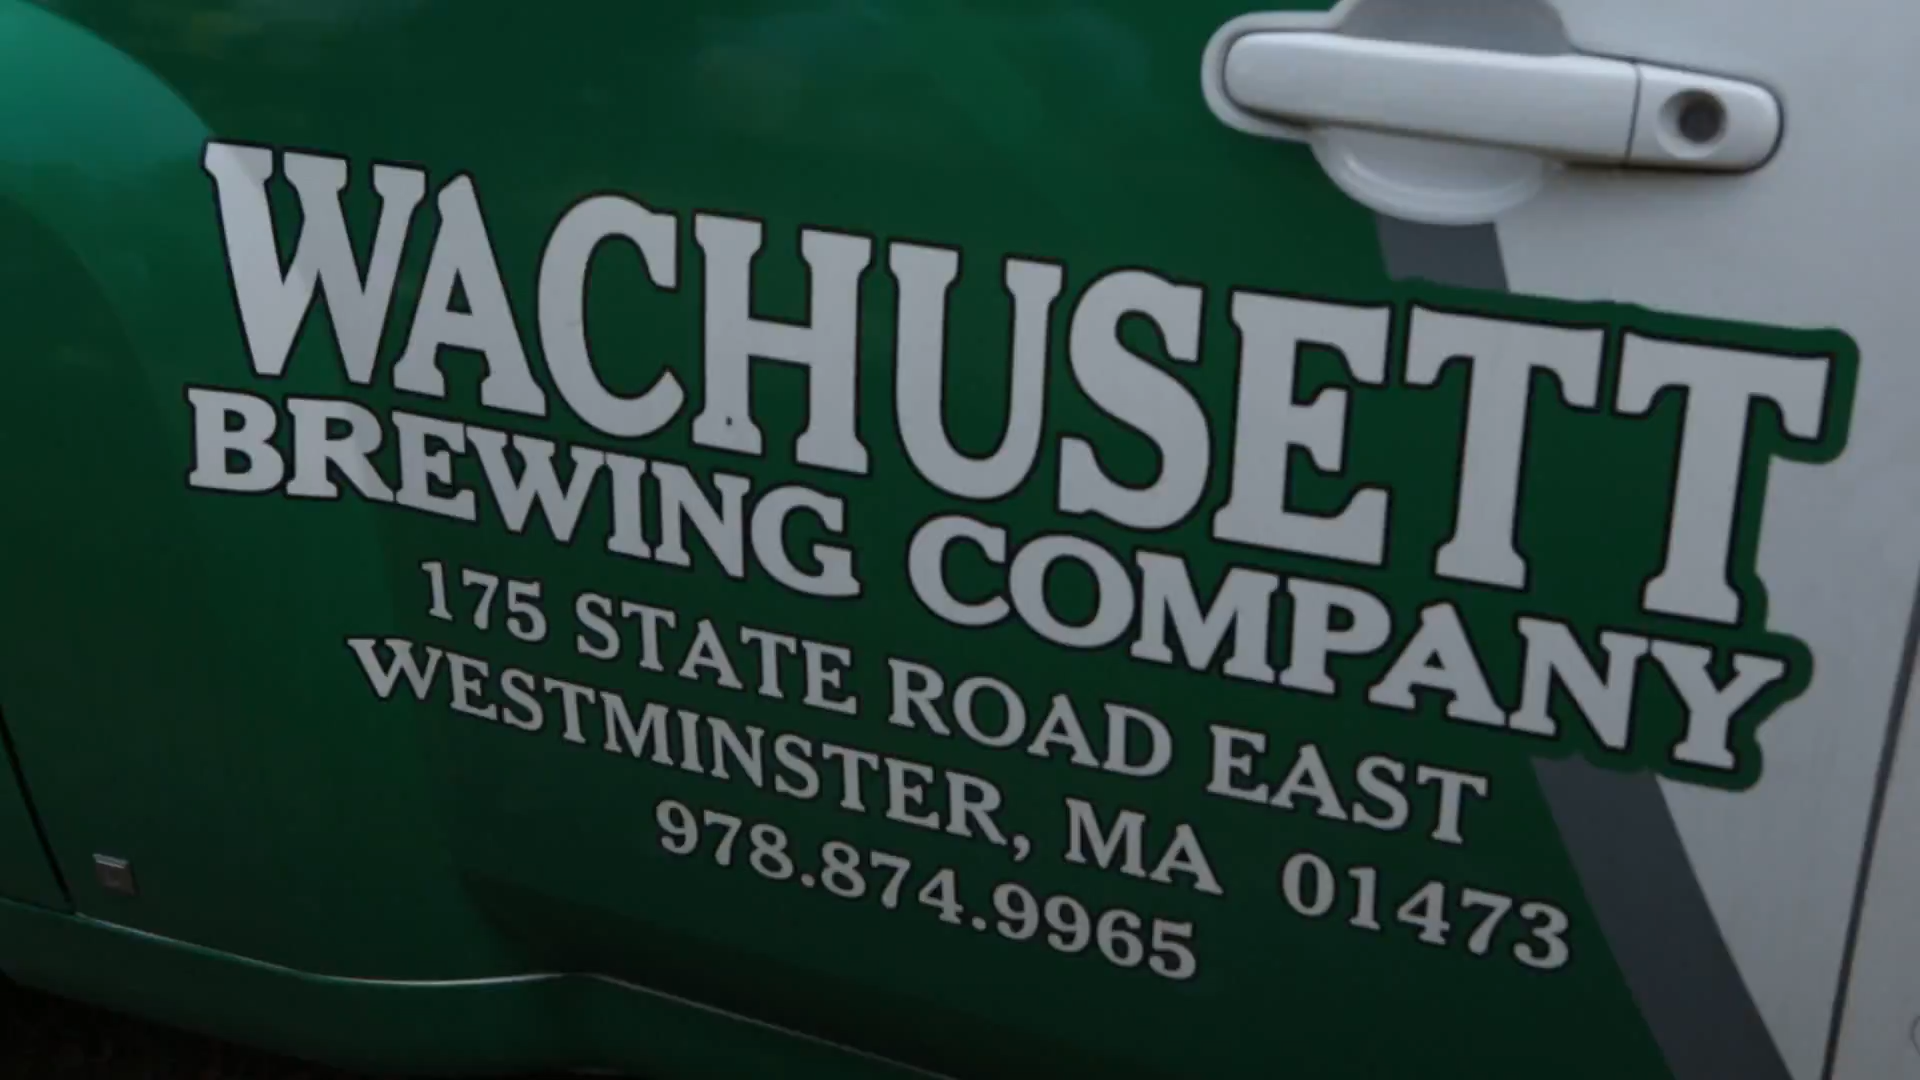 WACHUSETT
BREWING COMPANY
175 STATE ROAD EAST
WESTMINSTER, MA 01473
978.874.9965